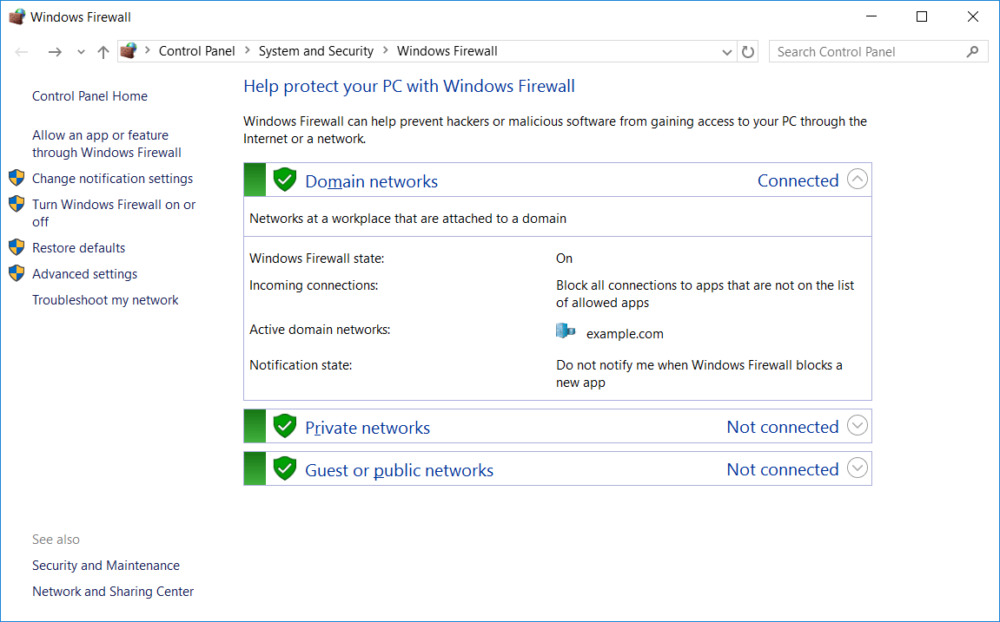 Windows Firewall
Control Panel > System and Security > Windows Firewall
Search Control Panel
Control Panel Home
Allow an app or feature
through Windows Firewall
Change notification settings
Turn Windows Firewall on or
off
Restore defaults
Advanced settings
Troubleshoot my network
See also
Security and Maintenance
Network and Sharing Center
Help protect your PC with Windows Firewall
Windows Firewall can help prevent hackers or malicious software from gaining access to your PC through the
Internet or a network.
Domain networks Connected
Networks at a workplace that are attached to a domain
Windows Firewall state: On
Incoming connections: Block all connections to apps that are not on the list
of allowed apps
Active domain networks: example.com
Notification state: Do not notify me when Windows Firewall blocks a
new app
Private networks Not connected
Guest or public networks Not connected